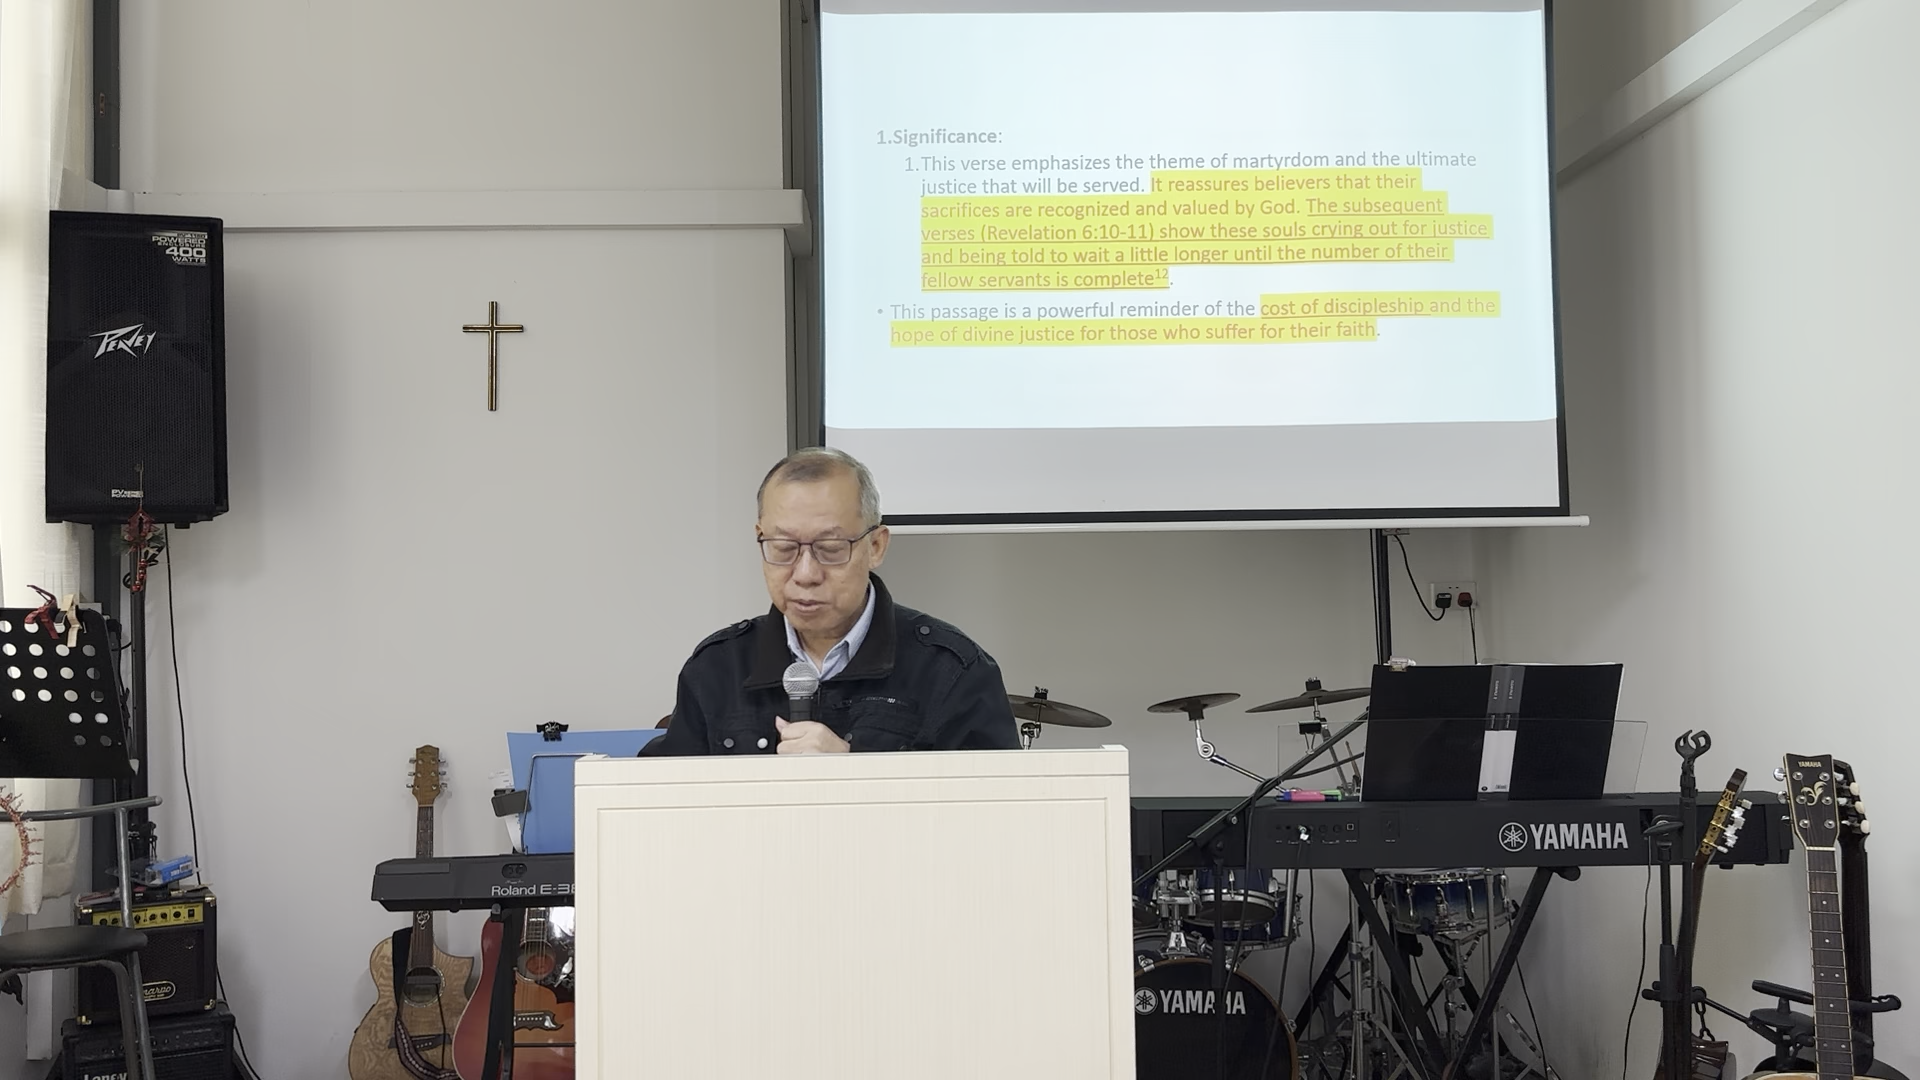 1.Significance:
1.This verse emphasizes the theme of martyrdom and the ultimate
justice that will be served. It reassures believers that their
sacrifices are recognized and valued by God. The subsequent
verses (Revelation 6:10-11) show these souls crying out for justice
and being told to wait a little longer until the number of their
fellow servants is complete12.
• This passage is a powerful reminder of the cost of discipleship and the
hope of divine justice for those who suffer for their faith.
POWERED
ENCLOSURE
400
WATTS
PEAVEY
Roland E-38
YAMAHA
YAMAHA
YAMAHA
Laney